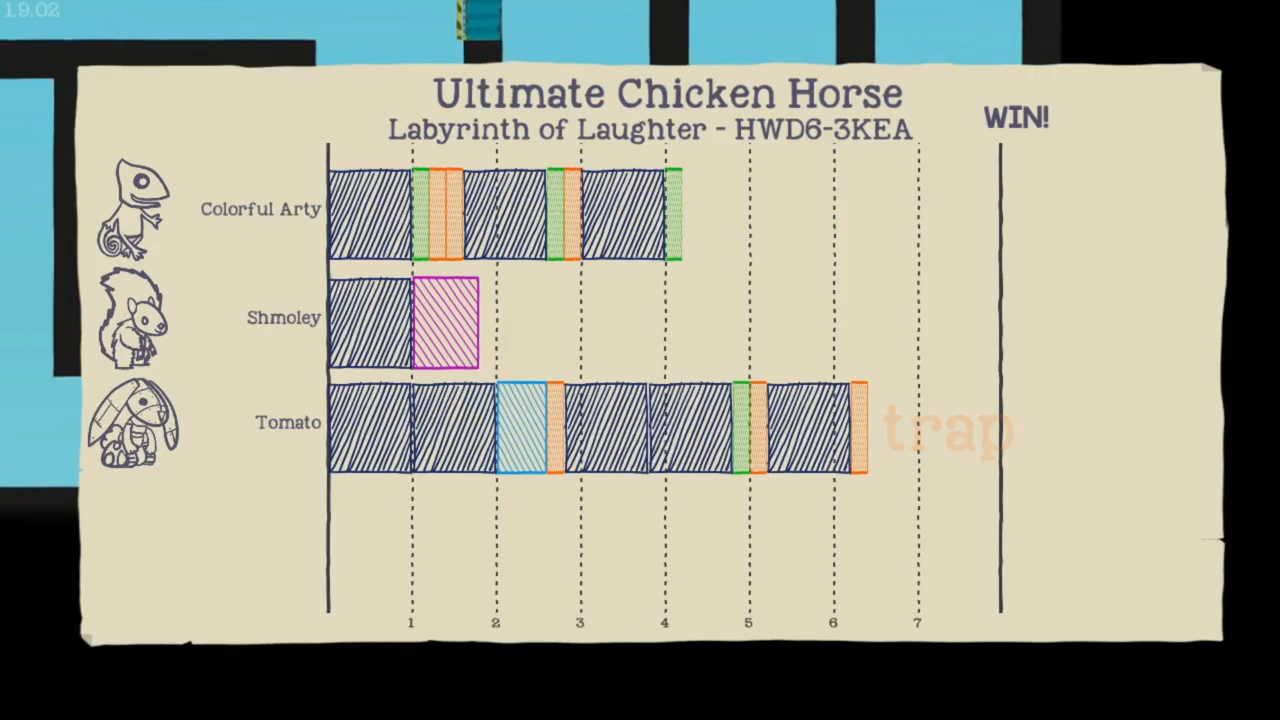 1.9.02
Ultimate Chicken Horse
Labyrinth of Laughter - HWD6-3KEA
WIN!
Colorful Arty
Shmoley
Tomato
trap
1 2 3 4 5 6 7